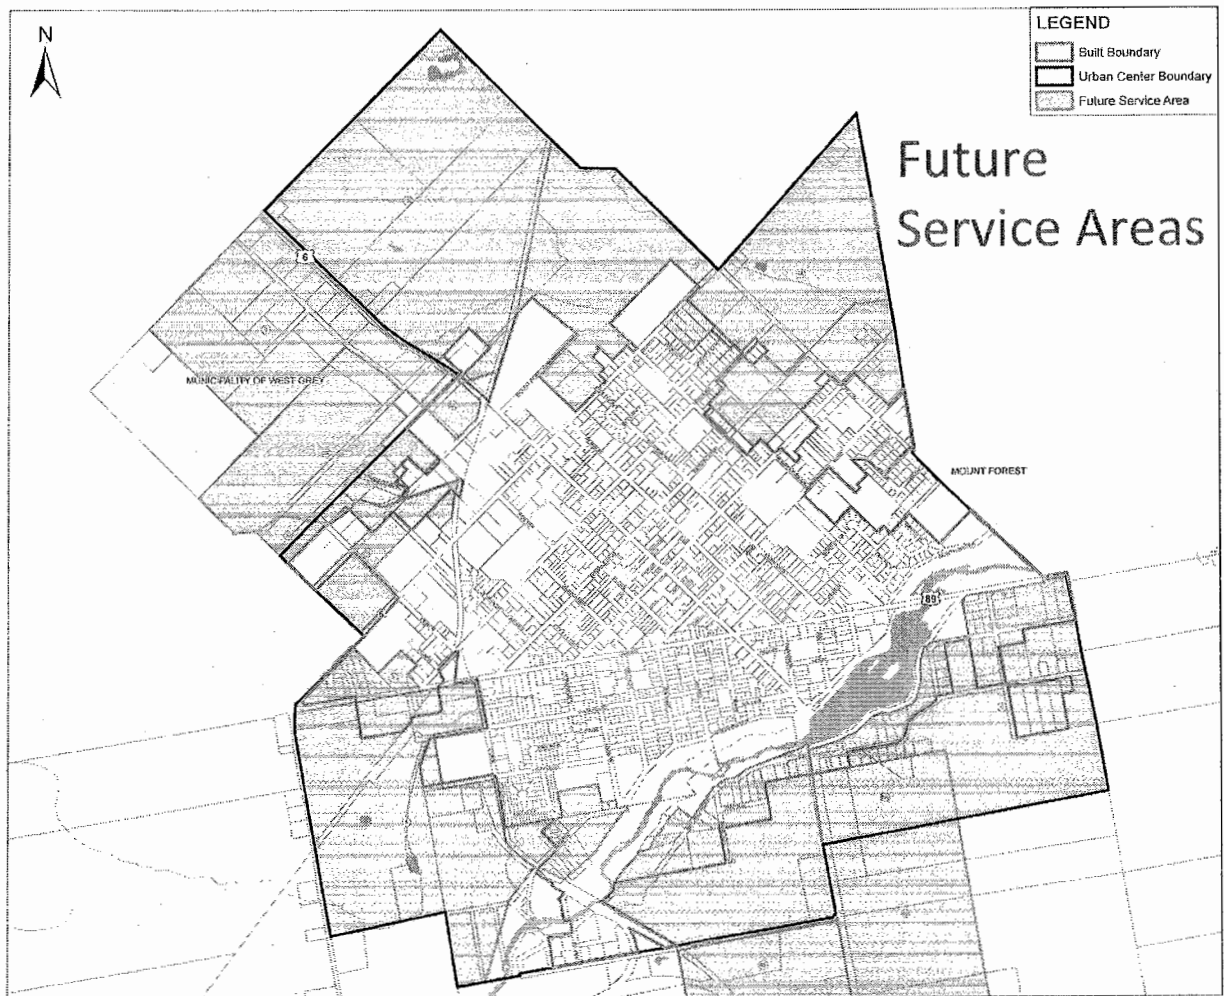 N
LEGEND
Built Boundary
Urban Center Boundary
Future Service Area
Future
Service Areas
6
MUNICIPALITY OF WEST GREY
MOUNT FOREST
89